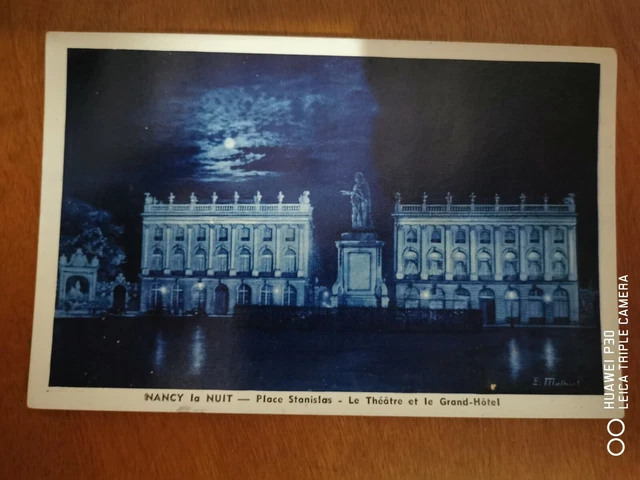 NANCY la NUIT — Place Stanislas - Le Théâtre et le Grand-Hôtel
HUAWEI P30
LEICA TRIPLE CAMERA